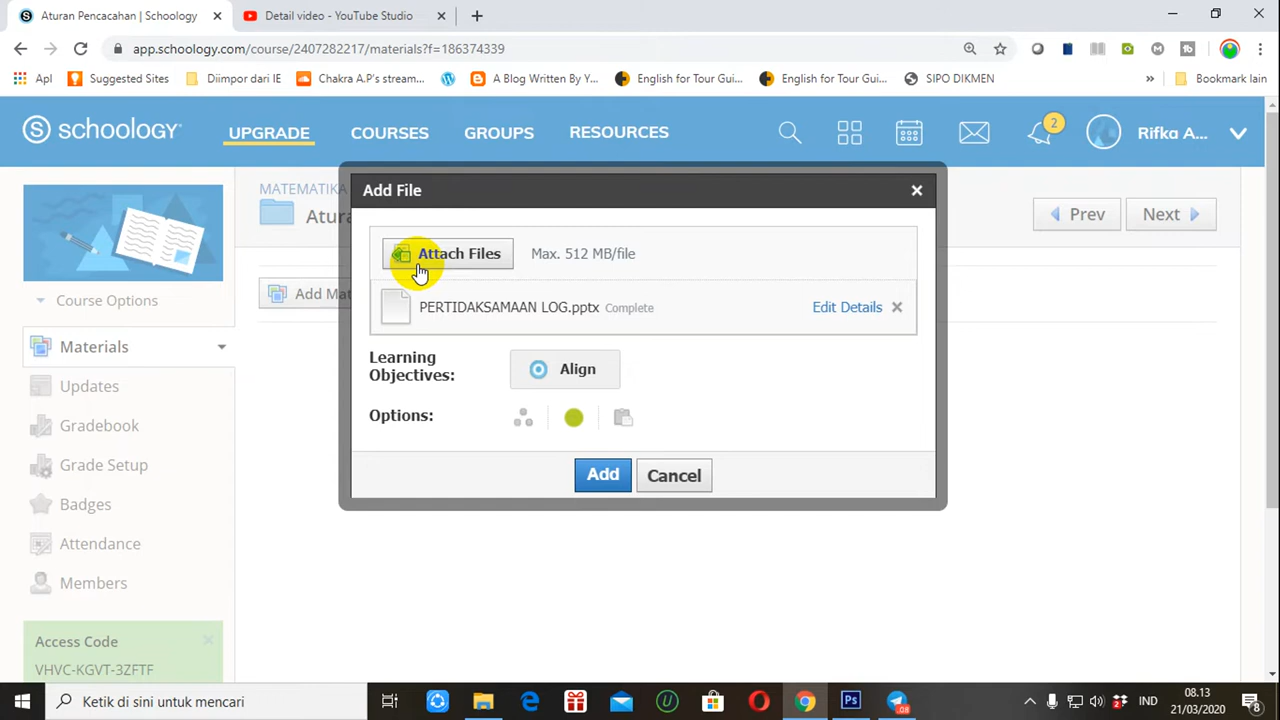 Aturan Pencacahan | Schoology
Detail video - YouTube Studio
app.schoology.com/course/2407282217/materials?f=186374339
Apl
Suggested Sites
Diimpor dari IE
Chakra A.P's stream...
A Blog Written By Y...
English for Tour Gui...
English for Tour Gui...
SIPO DIKMEN
»
Bookmark lain
S schoology
UPGRADE
COURSES
GROUPS
RESOURCES
2
Rifka A...
MATEMATIKA
Atur
Prev
Next
Add File
Attach Files
Max. 512 MB/file
PERTIDAKSAMAAN LOG.pptx Complete
Edit Details
Learning
Objectives:
Align
Options:
Add
Cancel
Course Options
Add Mat
Materials
Updates
Gradebook
Grade Setup
Badges
Attendance
Members
Access Code
VHVC-KGVT-3ZFTF
Ketik di sini untuk mencari
Ps
IND
08.13
21/03/2020
8